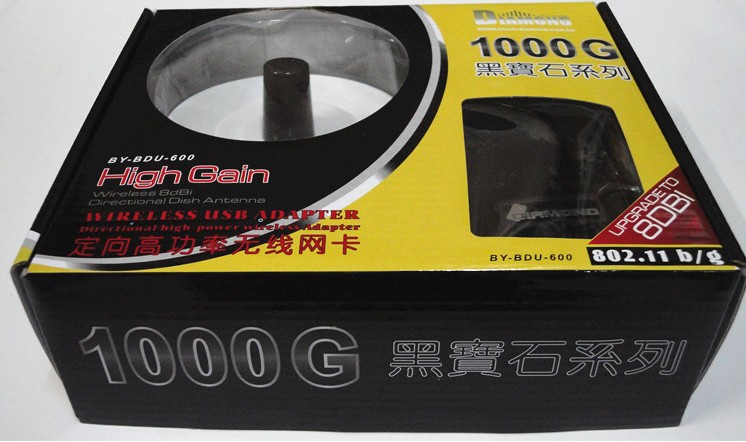 DIAMOND
1000G
黑寶石系列
BY-BDU-600
High Gain
Wireless 8dBi
Directional Dish Antenna
WIRELESS USB ADAPTER
Directional high-power wireless Adapter
定向高功率无线网卡
DIAMOND
UPGRADE TO
8DBI
BY-BDU-600
802.11 b/g
1000G
黑寶石系列